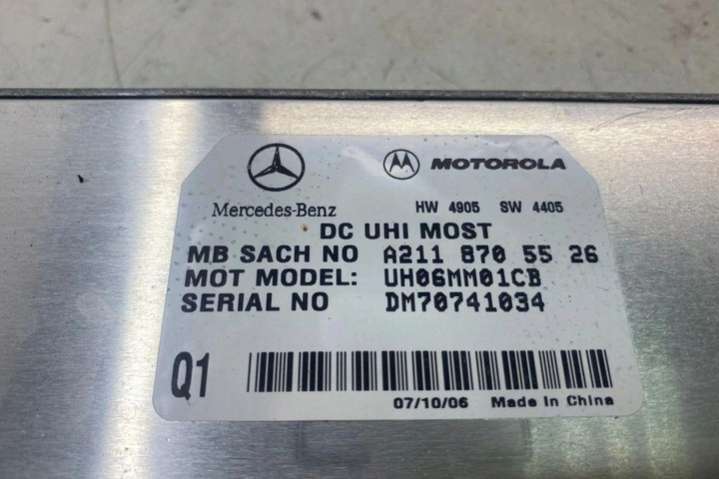 MOTOROLA
Mercedes-Benz HW 4905 SW 4405
DC UHI MOST
MB SACH NO A211 870 55 26
MOT MODEL: UH06MM01CB
SERIAL NO DM70741034
Q1
07/10/06 Made In China